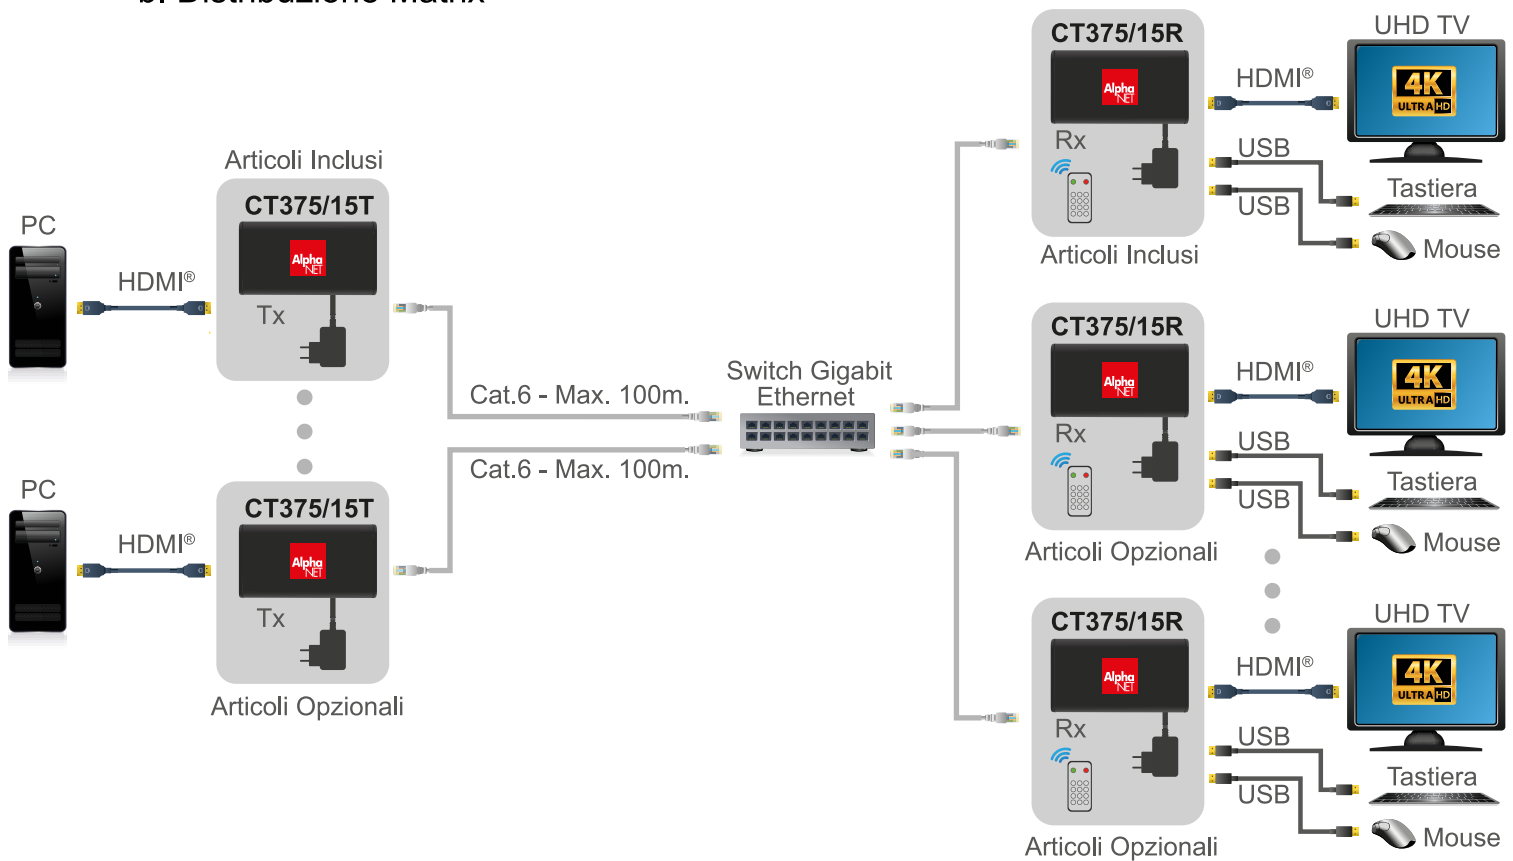 b. Distribuzione Matrix
Articoli Inclusi
CT375/15T
Alpha
NET
Tx
PC
HDMI®
PC
HDMI®
CT375/15T
Alpha
NET
Tx
Articoli Opzionali
Cat.6 - Max. 100m.
Cat.6 - Max. 100m.
Switch Gigabit
Ethernet
CT375/15R
Alpha
NET
Rx
Articoli Inclusi
HDMI®
USB
USB
UHD TV
4K
ULTRA HD
Tastiera
Mouse
CT375/15R
Alpha
NET
Rx
Articoli Opzionali
HDMI®
USB
USB
UHD TV
4K
ULTRA HD
Tastiera
Mouse
CT375/15R
Alpha
NET
Rx
Articoli Opzionali
HDMI®
USB
USB
UHD TV
4K
ULTRA HD
Tastiera
Mouse